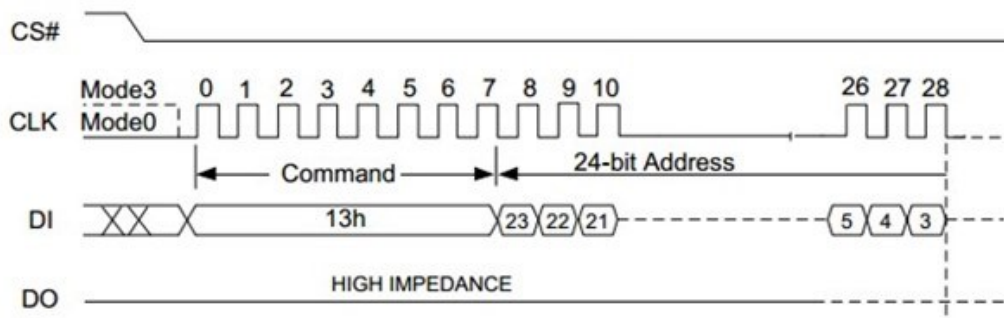 CS#
Mode3 0 1 2 3 4 5 6 7 8 9 10 26 27 28
CLK Mode0
Command 24-bit Address
DI 13h 23 22 21 5 4 3
HIGH IMPEDANCE
DO